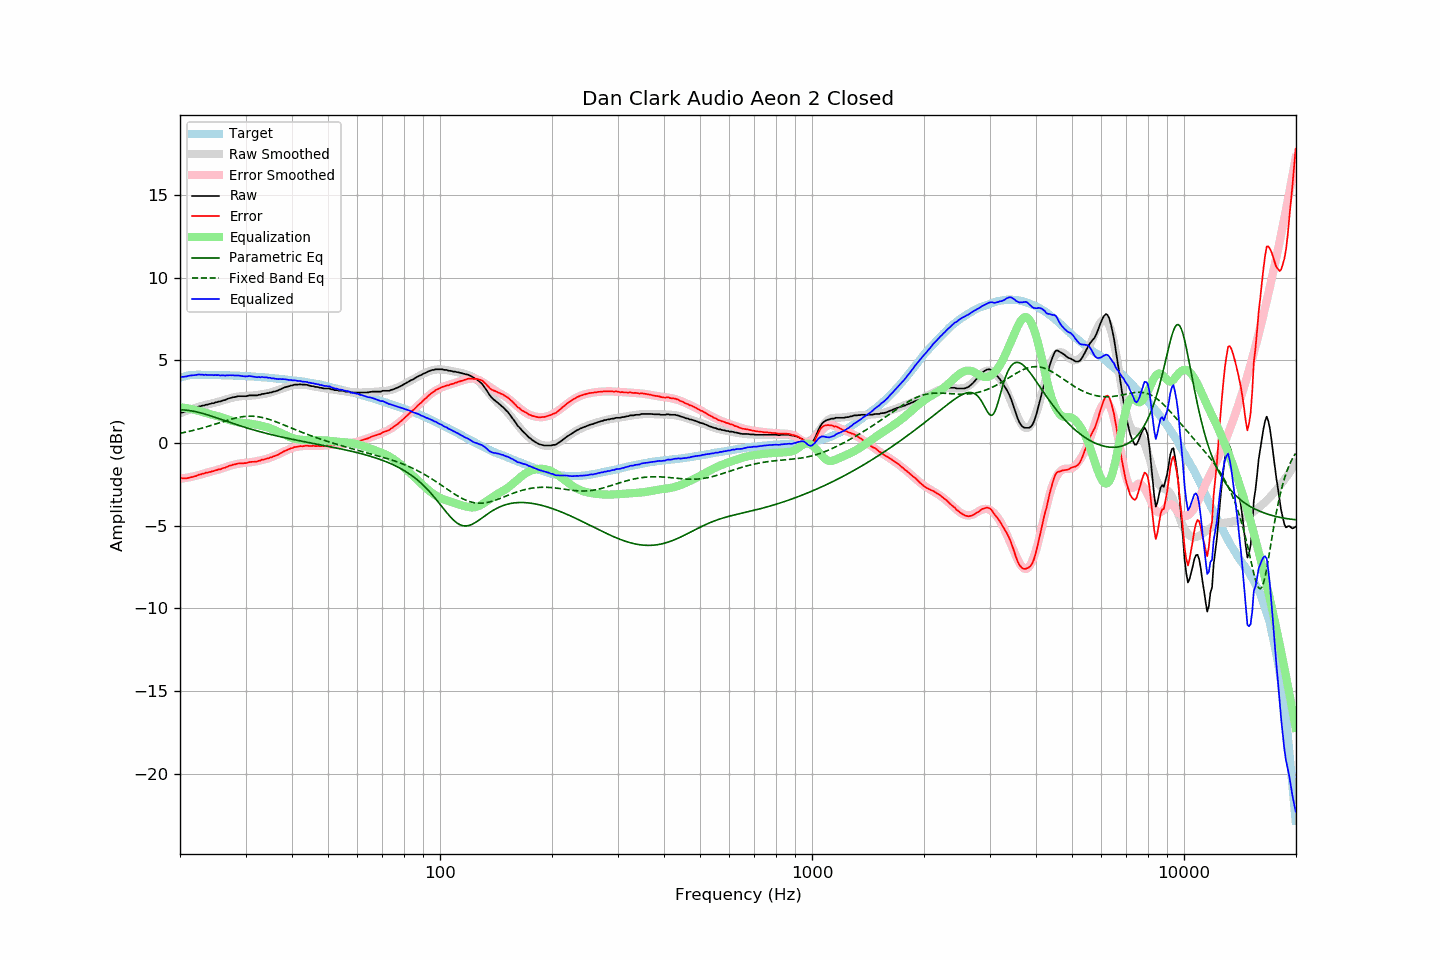 Dan Clark Audio Aeon 2 Closed
Target
Raw Smoothed
Error Smoothed
Raw
Error
Equalization
Parametric Eq
Fixed Band Eq
Equalized
15
10
5
0
−5
−10
−15
−20
Amplitude (dBr)
100
1000
10000
Frequency (Hz)